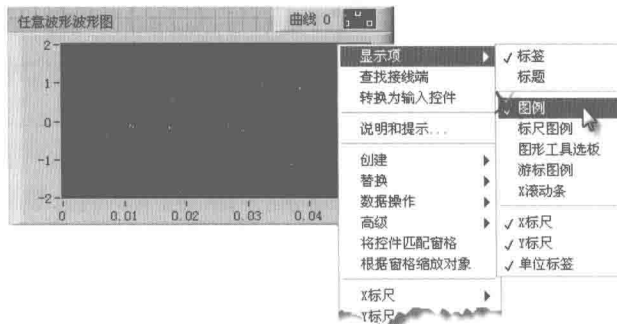 任意波形波形图
曲线 0
2
1
0
-1
-2
0
0.01
0.02
0.03
0.04
显示项
查找接线端
转换为输入控件
说明和提示...
创建
替换
数据操作
高级
将控件匹配窗格
根据窗格缩放对象
X标尺
Y标尺
标签
标题
图例
标尺图例
图形工具选板
游标图例
X滚动条
X标尺
Y标尺
单位标签